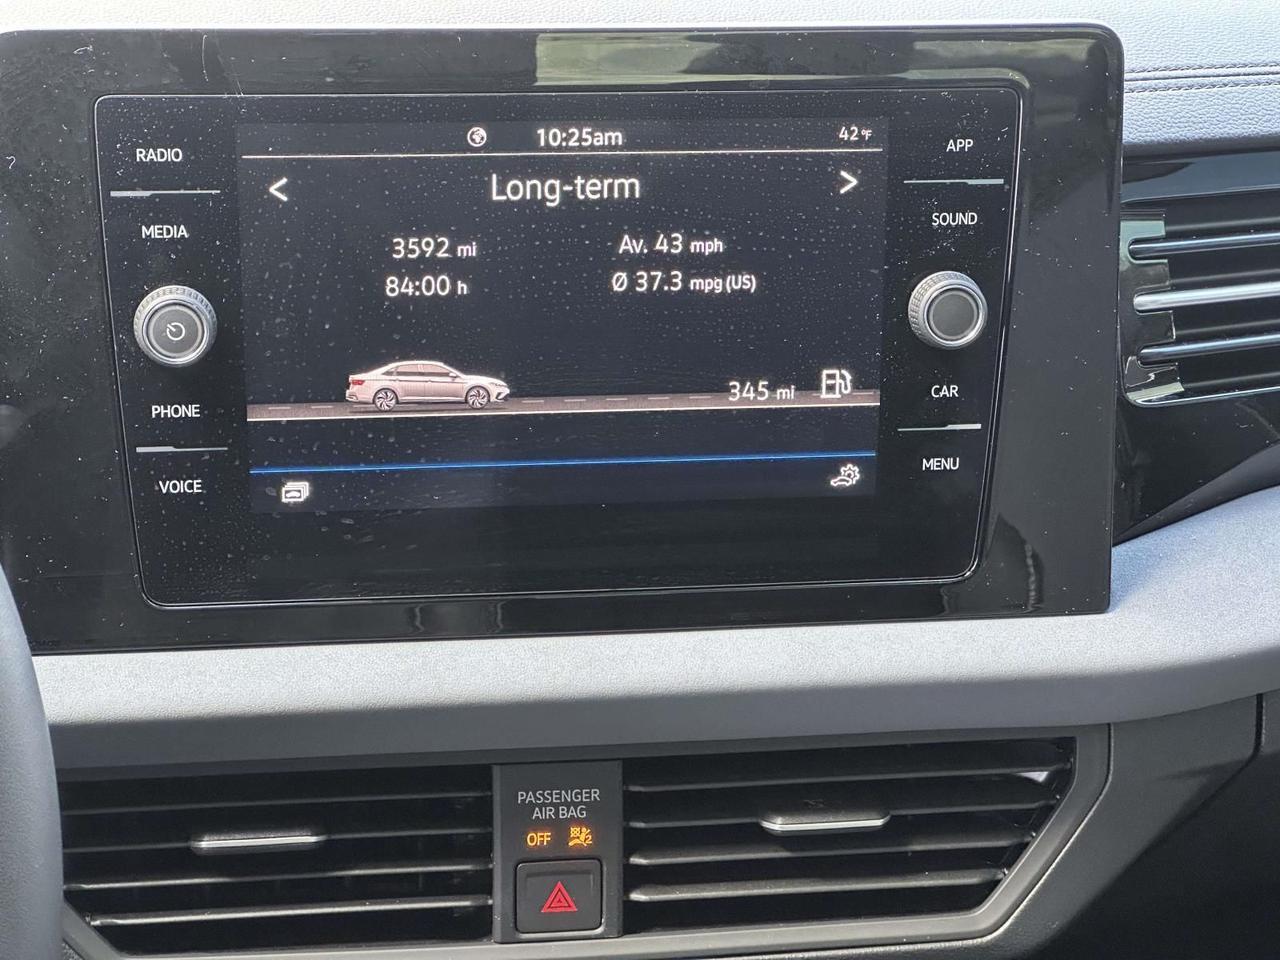 10:25am 42°F
Long-term
3592 mi Av. 43 mph
84:00 h Ø 37.3 mpg (US)
345 mi
RADIO
MEDIA
PHONE
VOICE
APP
SOUND
CAR
MENU
PASSENGER
AIR BAG
OFF 2